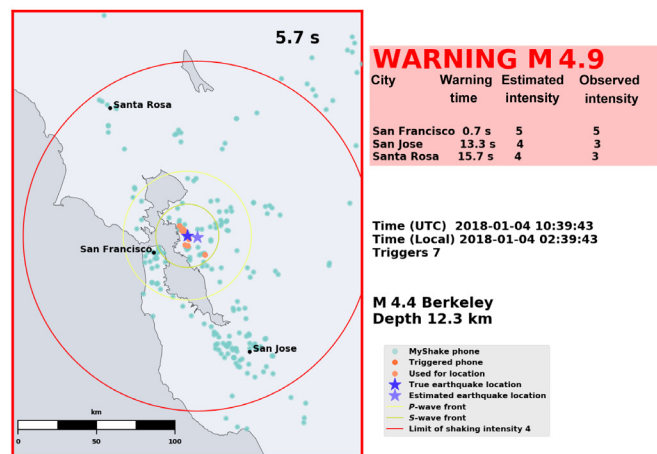 5.7 s
Santa Rosa
San Francisco
San Jose
km
0 50 100
WARNING M 4.9
City Warning time Estimated intensity Observed intensity
San Francisco 0.7 s 5 5
San Jose 13.3 s 4 3
Santa Rosa 15.7 s 4 3
Time (UTC) 2018-01-04 10:39:43
Time (Local) 2018-01-04 02:39:43
Triggers 7
M 4.4 Berkeley
Depth 12.3 km
MyShake phone
Triggered phone
Used for location
True earthquake location
Estimated earthquake location
P-wave front
S-wave front
Limit of shaking intensity 4